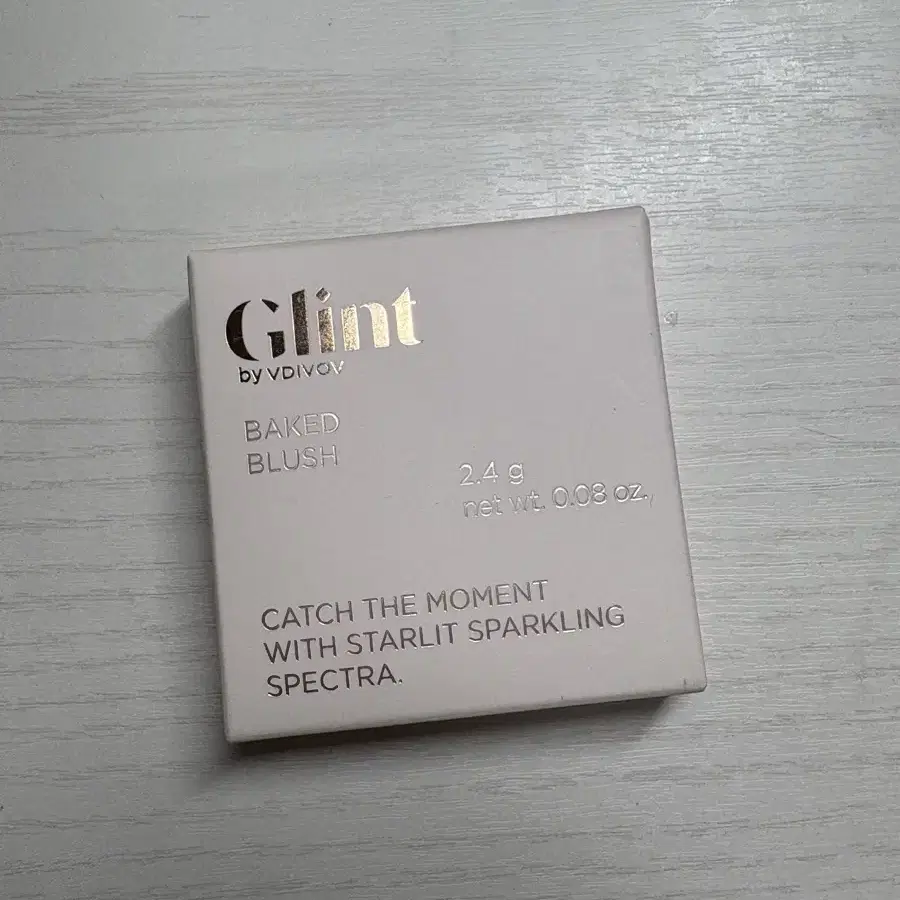 Glint
by VDIVOV
BAKED
BLUSH
2.4 g
net wt. 0.08 oz.
CATCH THE MOMENT
WITH STARLIT SPARKLING
SPECTRA.